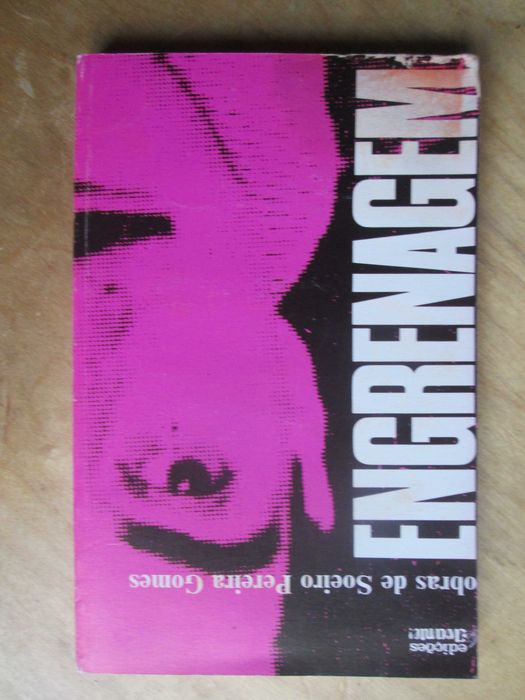 edições
Avante!
obras de Soeiro Pereira Gomes
ENGRENAGEM